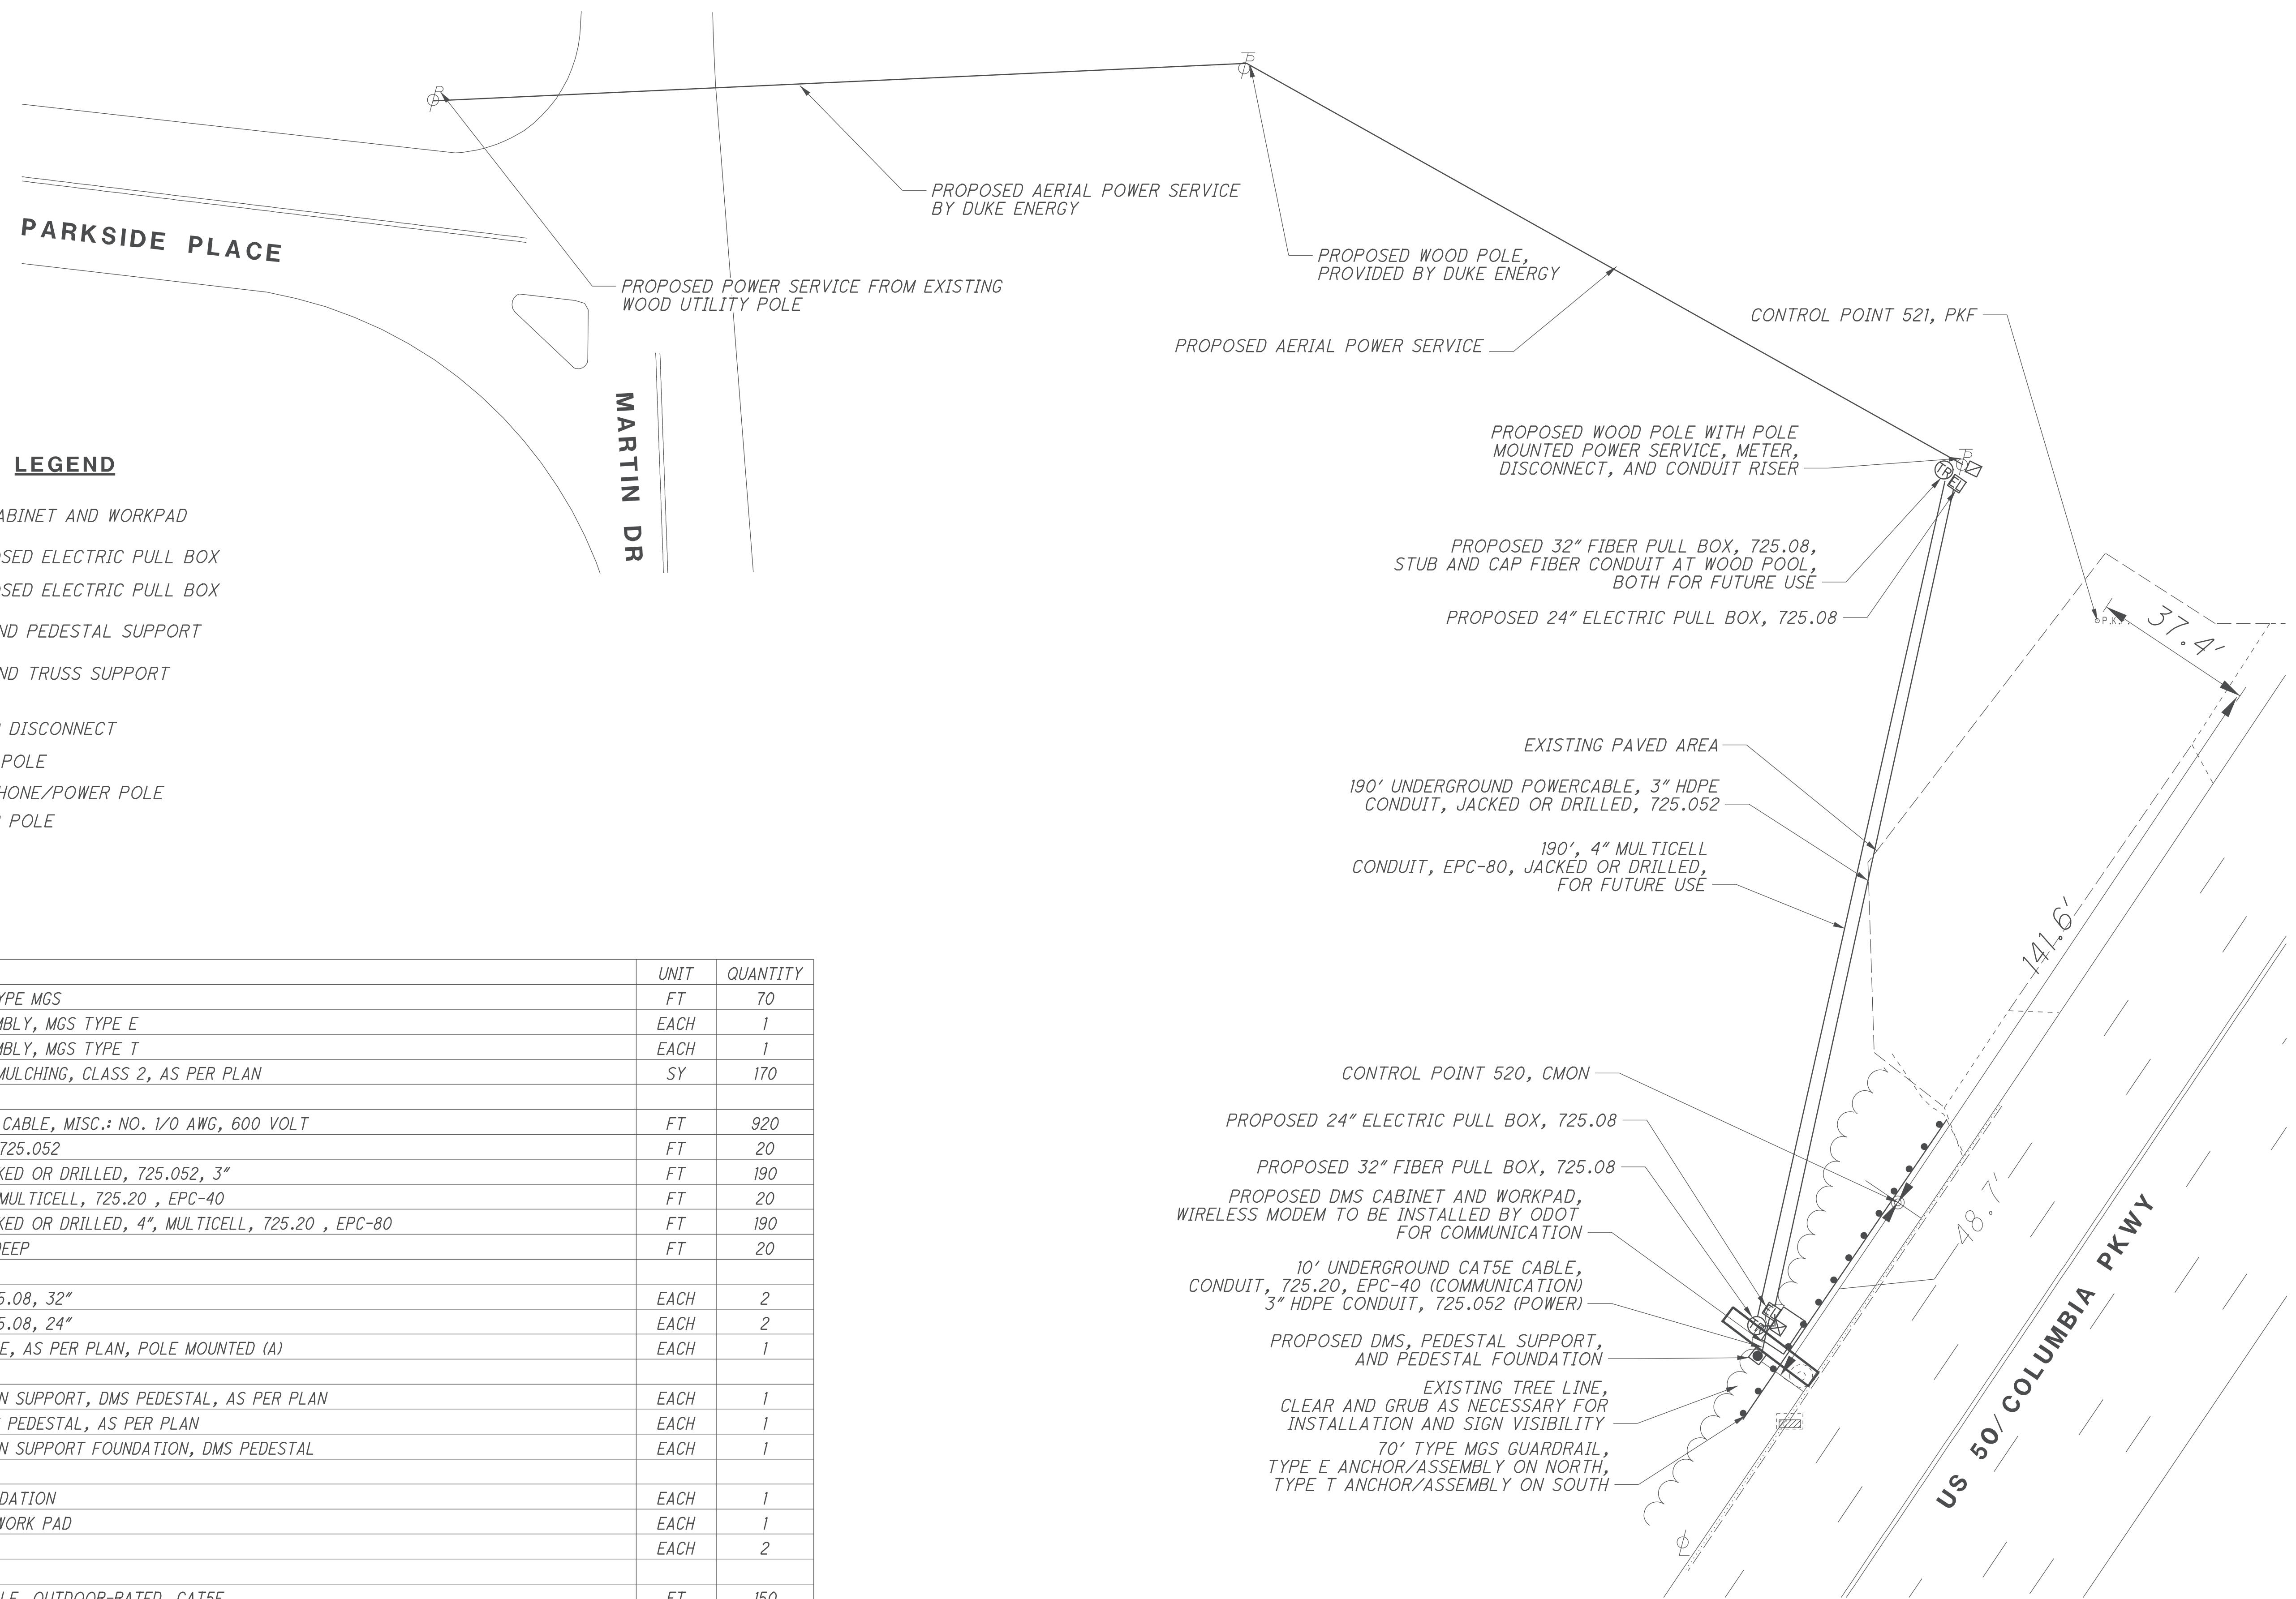 PROPOSED AERIAL POWER SERVICE
BY DUKE ENERGY
PARKSIDE PLACE
PROPOSED WOOD POLE,
PROVIDED BY DUKE ENERGY
PROPOSED POWER SERVICE FROM EXISTING
WOOD UTILITY POLE
CONTROL POINT 521, PKF
PROPOSED AERIAL POWER SERVICE
MARTIN DR
PROPOSED WOOD POLE WITH POLE
MOUNTED POWER SERVICE, METER,
DISCONNECT, AND CONDUIT RISER
TR
EL
PROPOSED 32" FIBER PULL BOX, 725.08,
STUB AND CAP FIBER CONDUIT AT WOOD POOL,
BOTH FOR FUTURE USE
PROPOSED 24" ELECTRIC PULL BOX, 725.08
P.K.
37.4'
LEGEND
ABINET AND WORKPAD
OSED ELECTRIC PULL BOX
OSED ELECTRIC PULL BOX
ND PEDESTAL SUPPORT
ND TRUSS SUPPORT
DISCONNECT
POLE
HONE/POWER POLE
POLE
EXISTING PAVED AREA
190' UNDERGROUND POWERCABLE, 3" HDPE
CONDUIT, JACKED OR DRILLED, 725.052
190', 4" MULTICELL
CONDUIT, EPC-80, JACKED OR DRILLED,
FOR FUTURE USE
141.6'
CONTROL POINT 520, CMON
PROPOSED 24" ELECTRIC PULL BOX, 725.08
PROPOSED 32" FIBER PULL BOX, 725.08
PROPOSED DMS CABINET AND WORKPAD,
WIRELESS MODEM TO BE INSTALLED BY ODOT
FOR COMMUNICATION
48.7'
10' UNDERGROUND CAT5E CABLE,
CONDUIT, 725.20, EPC-40 (COMMUNICATION)
3" HDPE CONDUIT, 725.052 (POWER)
EL
TR
PROPOSED DMS, PEDESTAL SUPPORT,
AND PEDESTAL FOUNDATION
EXISTING TREE LINE,
CLEAR AND GRUB AS NECESSARY FOR
INSTALLATION AND SIGN VISIBILITY
70' TYPE MGS GUARDRAIL,
TYPE E ANCHOR/ASSEMBLY ON NORTH,
TYPE T ANCHOR/ASSEMBLY ON SOUTH
US 50/COLUMBIA PKWY
UNIT QUANTITY
YPE MGS FT 70
MBLY, MGS TYPE E EACH 1
MBLY, MGS TYPE T EACH 1
MULCHING, CLASS 2, AS PER PLAN SY 170
CABLE, MISC.: NO. 1/0 AWG, 600 VOLT FT 920
725.052 FT 20
KED OR DRILLED, 725.052, 3" FT 190
MULTICELL, 725.20 , EPC-40 FT 20
KED OR DRILLED, 4", MULTICELL, 725.20 , EPC-80 FT 190
DEEP FT 20
5.08, 32" EACH 2
5.08, 24" EACH 2
E, AS PER PLAN, POLE MOUNTED (A) EACH 1
N SUPPORT, DMS PEDESTAL, AS PER PLAN EACH 1
PEDESTAL, AS PER PLAN EACH 1
N SUPPORT FOUNDATION, DMS PEDESTAL EACH 1
DATION EACH 1
WORK PAD EACH 1
EACH 2
LE, OUTDOOR-RATED, CAT5E FT 150